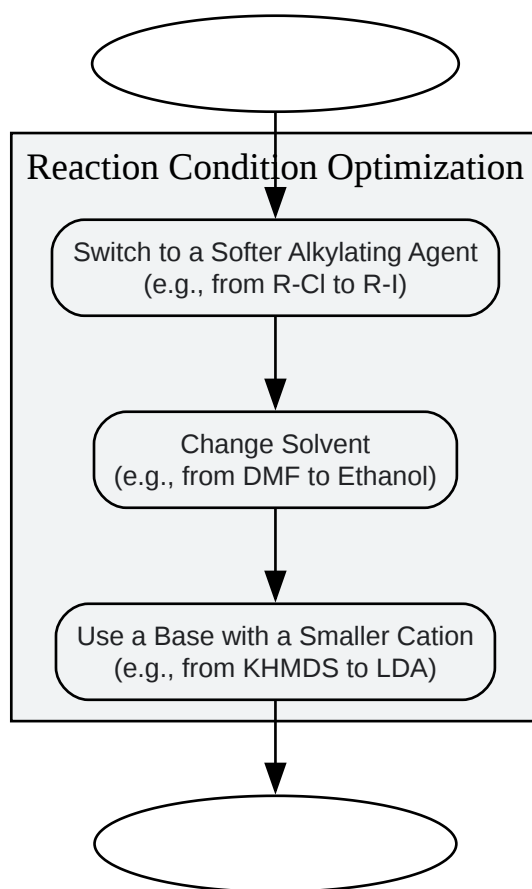 Reaction Condition Optimization
Switch to a Softer Alkylating Agent
(e.g., from R-Cl to R-I)
Change Solvent
(e.g., from DMF to Ethanol)
Use a Base with a Smaller Cation
(e.g., from KHMDS to LDA)